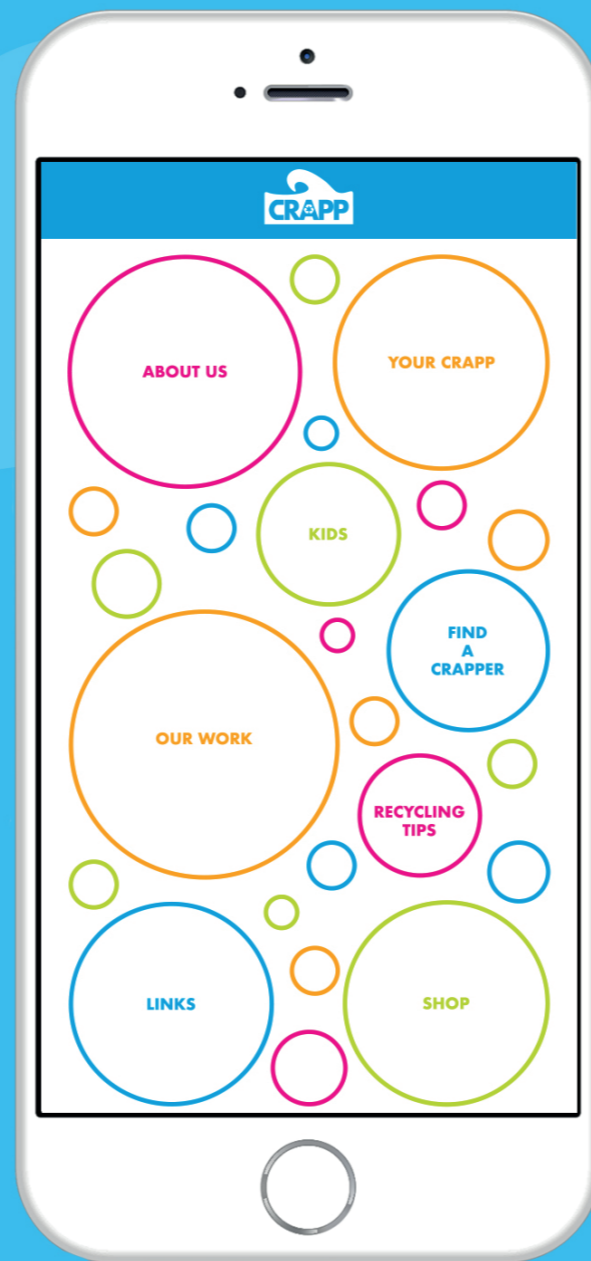 CRAPP
ABOUT US
YOUR CRAPP
KIDS
FIND
A
CRAPPER
OUR WORK
RECYCLING
TIPS
LINKS
SHOP